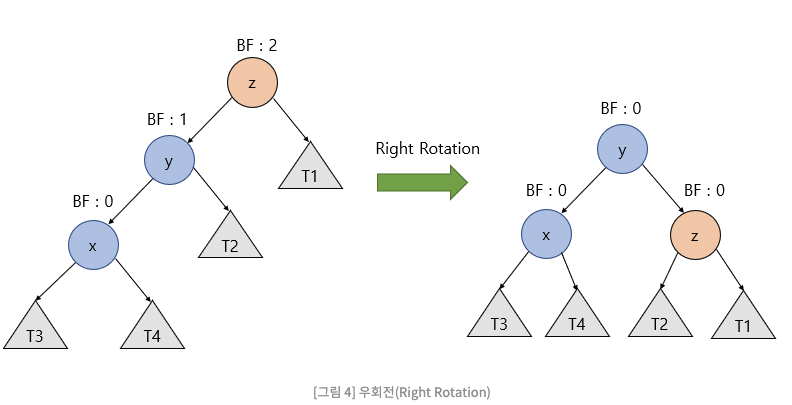 BF : 2
z
BF : 1
y
T1
BF : 0
x
T2
T3
T4
Right Rotation
BF : 0
y
BF : 0
BF : 0
x
z
T3
T4
T2
T1
[그림 4] 우회전(Right Rotation)